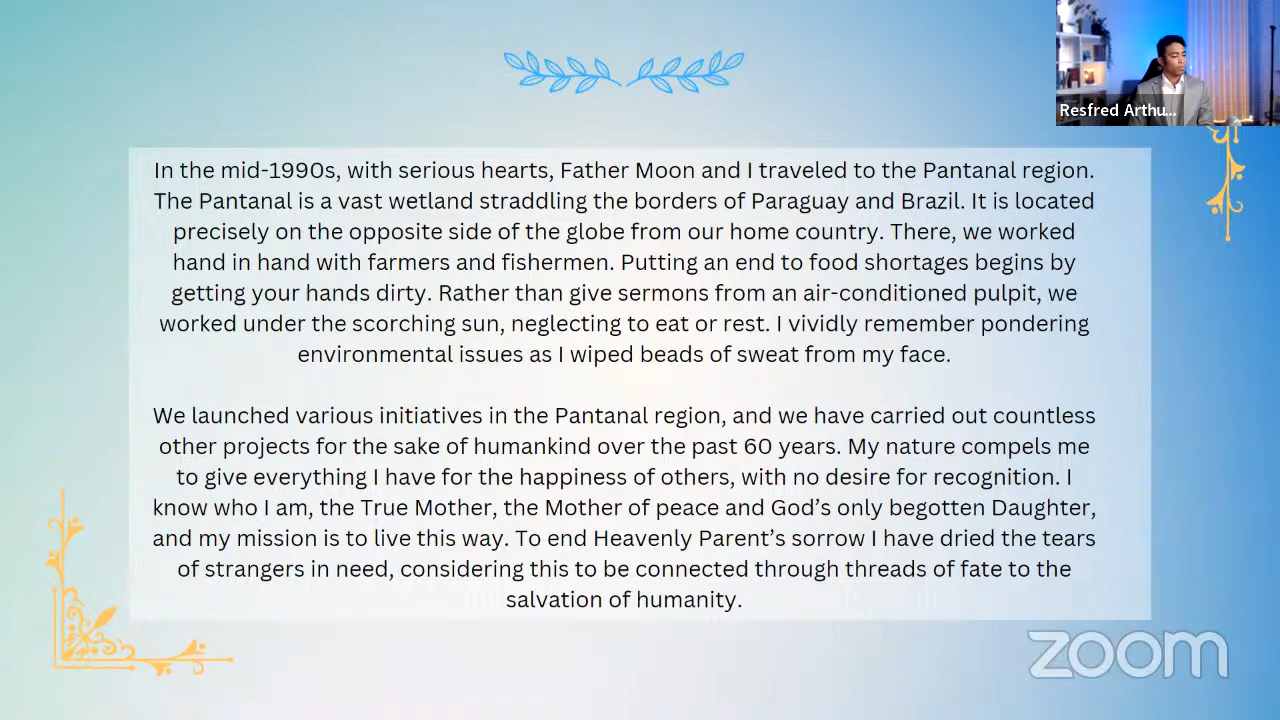 Resfred Arthu...
In the mid-1990s, with serious hearts, Father Moon and I traveled to the Pantanal region.
The Pantanal is a vast wetland straddling the borders of Paraguay and Brazil. It is located
precisely on the opposite side of the globe from our home country. There, we worked
hand in hand with farmers and fishermen. Putting an end to food shortages begins by
getting your hands dirty. Rather than give sermons from an air-conditioned pulpit, we
worked under the scorching sun, neglecting to eat or rest. I vividly remember pondering
environmental issues as I wiped beads of sweat from my face.
We launched various initiatives in the Pantanal region, and we have carried out countless
other projects for the sake of humankind over the past 60 years. My nature compels me
to give everything I have for the happiness of others, with no desire for recognition. I
know who I am, the True Mother, the Mother of peace and God’s only begotten Daughter,
and my mission is to live this way. To end Heavenly Parent’s sorrow I have dried the tears
of strangers in need, considering this to be connected through threads of fate to the
salvation of humanity.
zoom